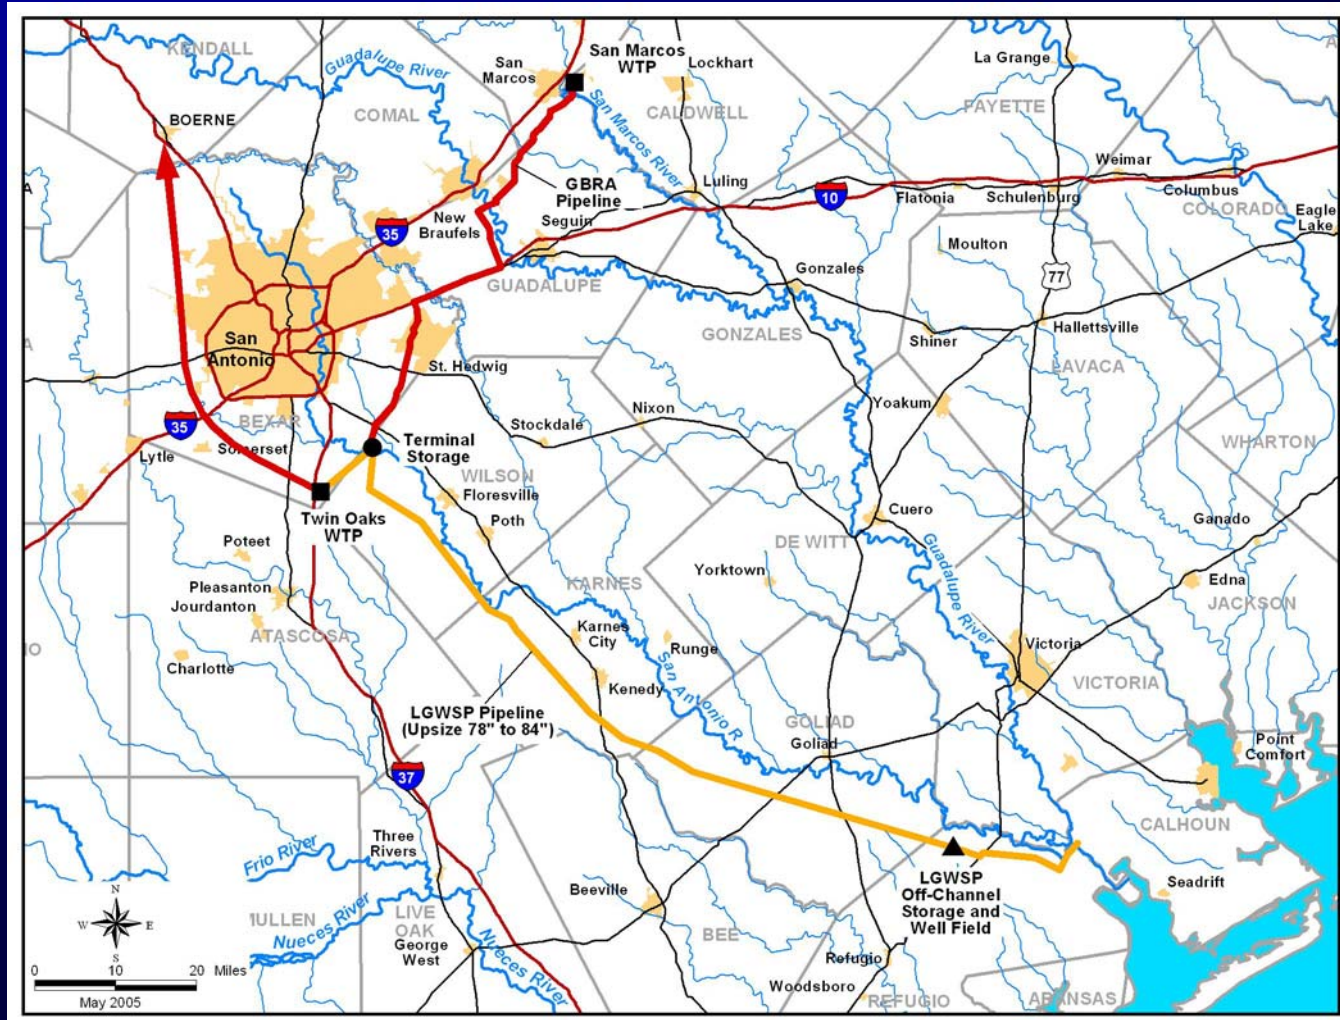 KENDALL
Guadalupe River
San
Marcos
San Marcos
WTP
Lockhart
La Grange
COMAL
San Marcos River
CALDWELL
FAYETTE
BOERNE
Weimar
GBRA
Pipeline
Luling
10
Flatonia
Schulenburg
Columbus
COLORADO
Eagle
Lake
35
New
Braufels
Seguin
Moulton
GUADALUPE
Gonzales
77
San
Antonio
GONZALES
Shiner
Hallettsville
St. Hedwig
LAVACA
BEXAR
35
Yoakum
Nixon
Stockdale
Lytle
Somerset
Terminal
Storage
WHARTON
WILSON
Floresville
Twin Oaks
WTP
Poth
Cuero
Ganado
Poteet
DE WITT
Guadalupe River
Yorktown
Edna
JACKSON
Pleasanton
Jourdanton
KARNES
ATASCOSA
Karnes
City
Runge
Victoria
Charlotte
San Antonio R.
Kenedy
VICTORIA
LGWSP Pipeline
(Upsize 78" to 84")
GOLIAD
Goliad
Point
Comfort
37
CALHOUN
Three
Rivers
Frio River
LGWSP
Off-Channel
Storage and
Well Field
Beeville
Seadrift
N
W
E
S
Nueces River
LIVE
OAK
George
West
Nueces River
BEE
Refugio
Woodsboro
REFUGIO
ARANSAS
0 10 20 Miles
May 2005